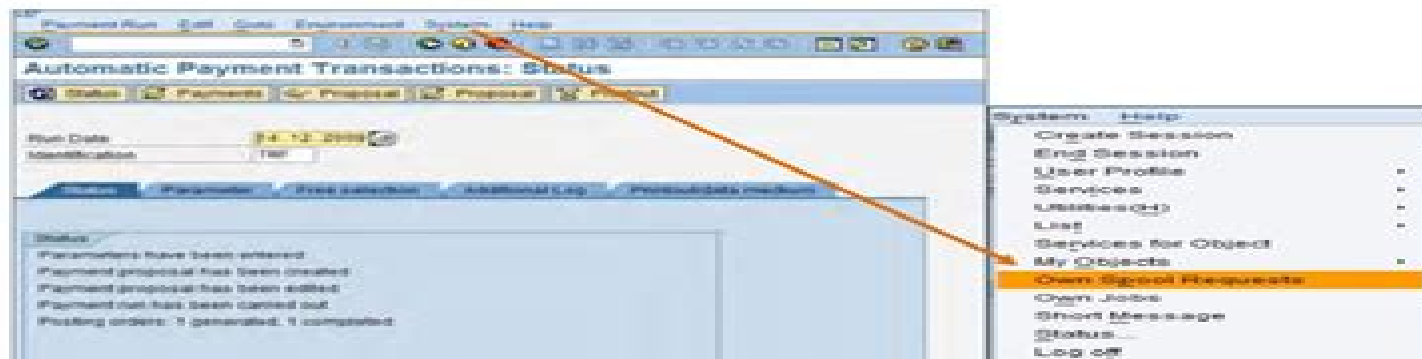 Payment Run Edit Goto Environment System Help
Automatic Payment Transactions: Status
Status Payments Proposal Proposal Printout
Run Date
Identification
Status Parameter Free selection Additional Log Printout/data medium
Status
Parameters have been entered
Payment proposal has been created
Payment proposal has been edited
Payment run has been carried out
Posting orders: 1 generated, 1 completed
System Help
Create Session
End Session
User Profile
Services
Utilities(H)
List
Services for Object
My Objects
Own Spool Requests
Own Jobs
Short Message
Status...
Log off